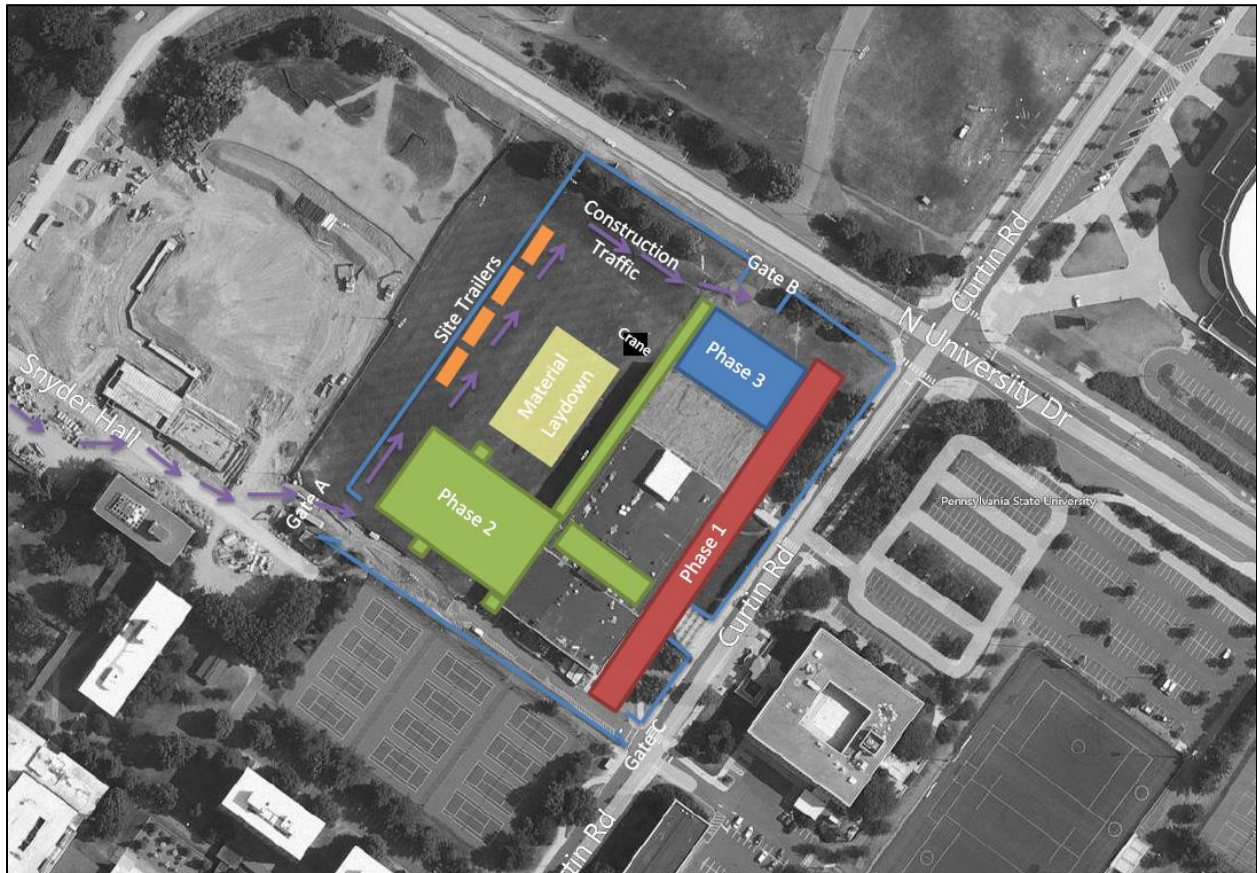 Construction
Traffic
Curtin Rd
Gate B
Site Trailers
N University Dr
Crane
Phase 3
Material
Laydown
Snyder Hall
Gate A
Phase 2
Pennsylvania State University
Phase 1
Curtin Rd
Gate C
rtin Rd